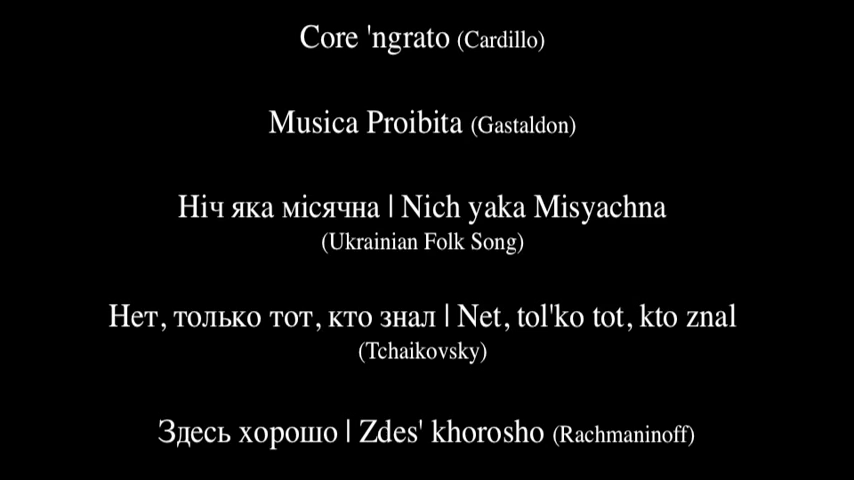 Core 'ngrato (Cardillo)
Musica Proibita (Gastaldon)
Ніч яка місячна | Nich yaka Misyachna
(Ukrainian Folk Song)
Нет, только тот, кто знал | Net, tol'ko tot, kto znal
(Tchaikovsky)
Здесь хорошо | Zdes' khorosho (Rachmaninoff)